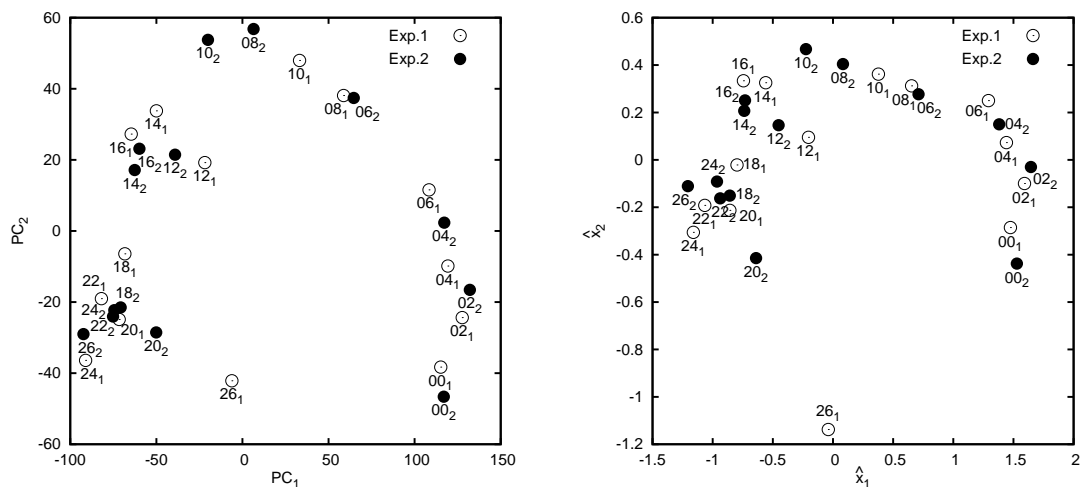 60
40
20
0
-20
-40
-60
-100 -50 0 50 100 150
PC₂
PC₁
Exp.1
Exp.2
10₂ 08₂
10₁
08₁ 06₂
14₁
16₁ 16₂ 12₂ 12₁
14₂
06₁
04₂
18₁
04₁
22₁ 18₂
24₂ 02₂
22₂ 20₁ 02₁
26₂ 20₂
24₁
26₁ 00₁
00₂
0.6
0.4
0.2
0
-0.2
-0.4
-0.6
-0.8
-1
-1.2
-1.5 -1 -0.5 0 0.5 1 1.5 2
x̂₂
x̂₁
Exp.1
Exp.2
16₁ 10₂ 08₂
16₂ 14₁ 10₁
08₁ 06₂ 06₁
14₂ 04₂
12₂ 12₁ 04₁
24₂ 18₁ 02₂
26₂ 18₂ 02₁
22₁ 22₂ 20₁
24₁ 00₁
20₂ 00₂
26₁